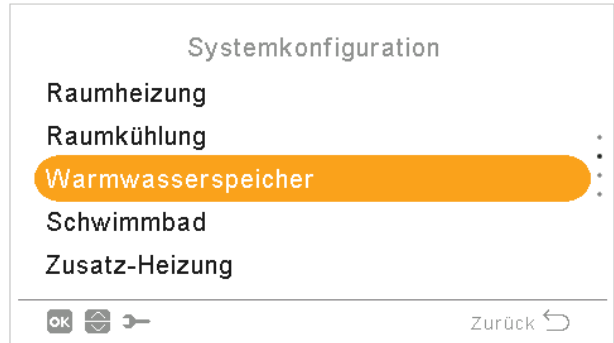 Systemkonfiguration
Raumheizung
Raumkühlung
Warmwasserspeicher
Schwimmbad
Zusatz-Heizung
OK Zurück